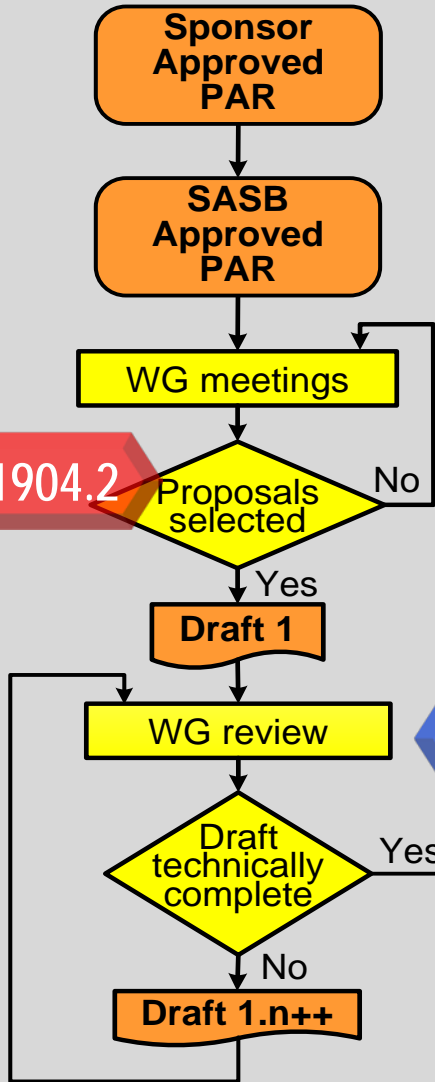 Sponsor
Approved
PAR
SASB
Approved
PAR
WG meetings
1904.2
Proposals
selected
No
Yes
Draft 1
WG review
Draft
technically
complete
Yes
No
Draft 1.n++